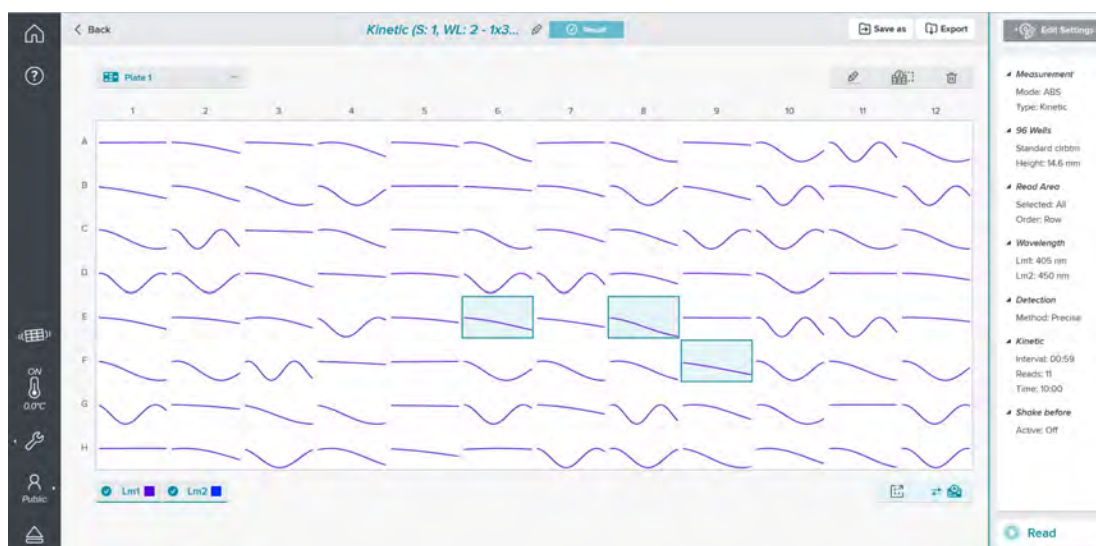 Back
Kinetic (S: 1, WL: 2 - 1x3...
Result
Save as
Export
Edit Settings
Plate 1
1 2 3 4 5 6 7 8 9 10 11 12
A
B
C
D
E
F
G
H
Lm1
Lm2
ON
0.0°C
Public
Measurement
Mode: ABS
Type: Kinetic
96 Wells
Standard clrbtm
Height: 14.6 mm
Read Area
Selected: All
Order: Row
Wavelength
Lm1: 405 nm
Lm2: 450 nm
Detection
Method: Precise
Kinetic
Interval: 00:59
Reads: 11
Time: 10:00
Shake before
Active: Off
Read